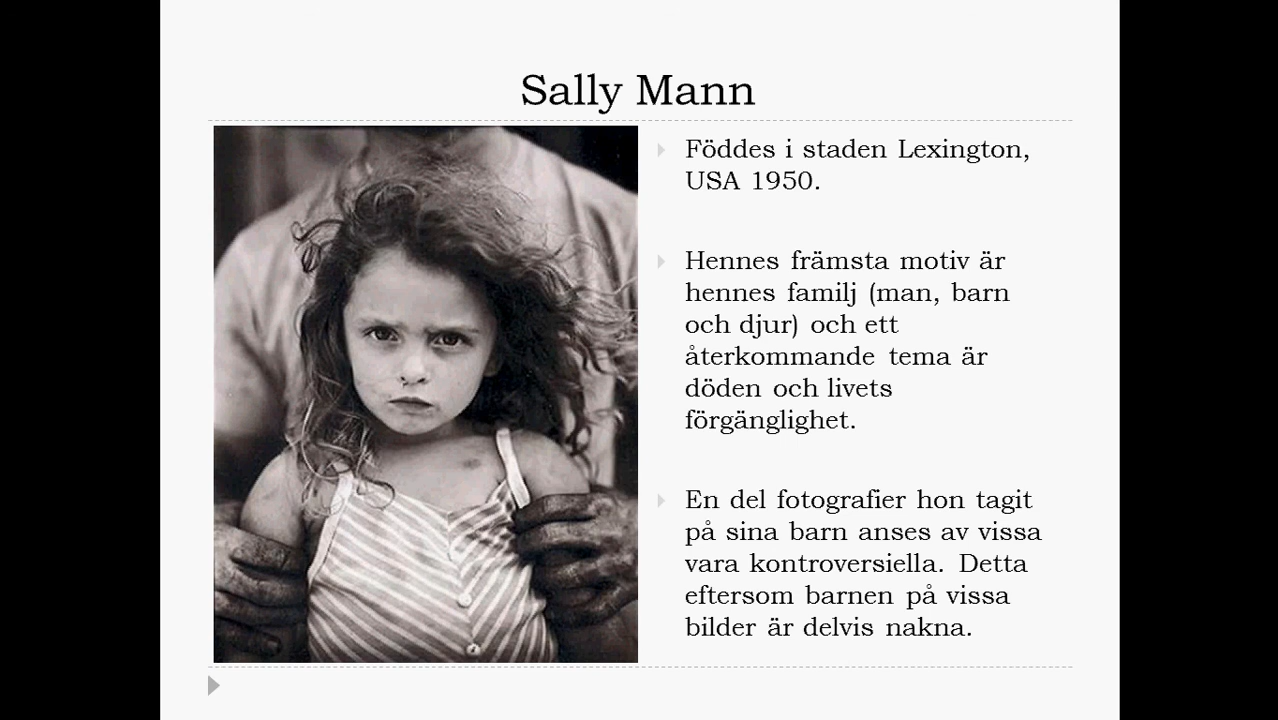 Sally Mann
Föddes i staden Lexington,
USA 1950.
Hennes främsta motiv är
hennes familj (man, barn
och djur) och ett
återkommande tema är
döden och livets
förgänglighet.
En del fotografier hon tagit
på sina barn anses av vissa
vara kontroversiella. Detta
eftersom barnen på vissa
bilder är delvis nakna.